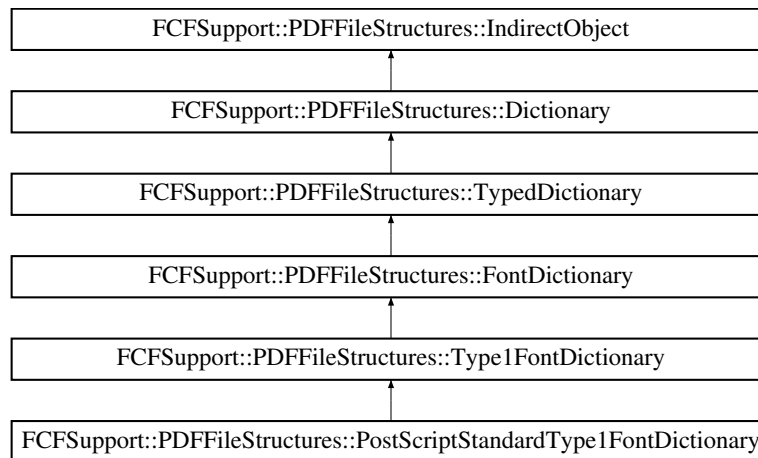 FCFSupport::PDFFileStructures::IndirectObject
FCFSupport::PDFFileStructures::Dictionary
FCFSupport::PDFFileStructures::TypedDictionary
FCFSupport::PDFFileStructures::FontDictionary
FCFSupport::PDFFileStructures::Type1FontDictionary
FCFSupport::PDFFileStructures::PostScriptStandardType1FontDictionary